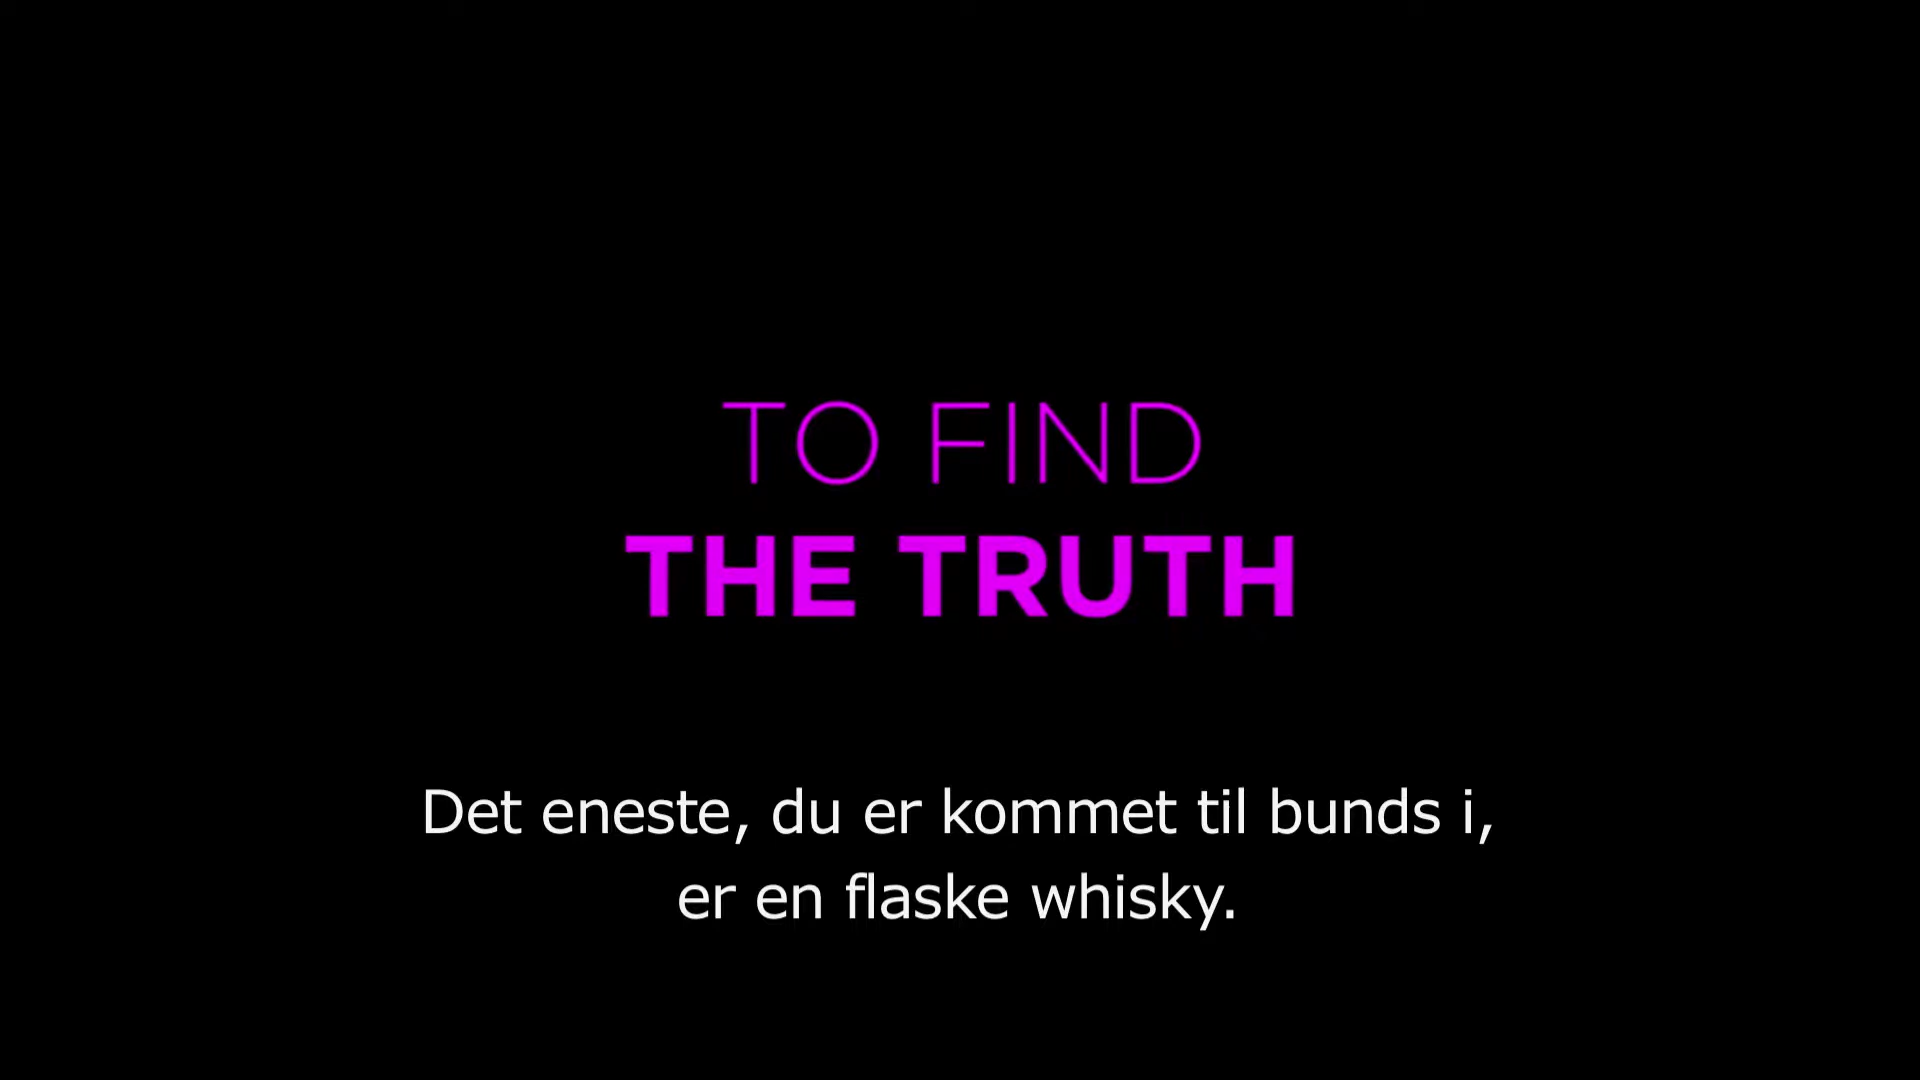 TO FIND
THE TRUTH
Det eneste, du er kommet til bunds i,
er en flaske whisky.